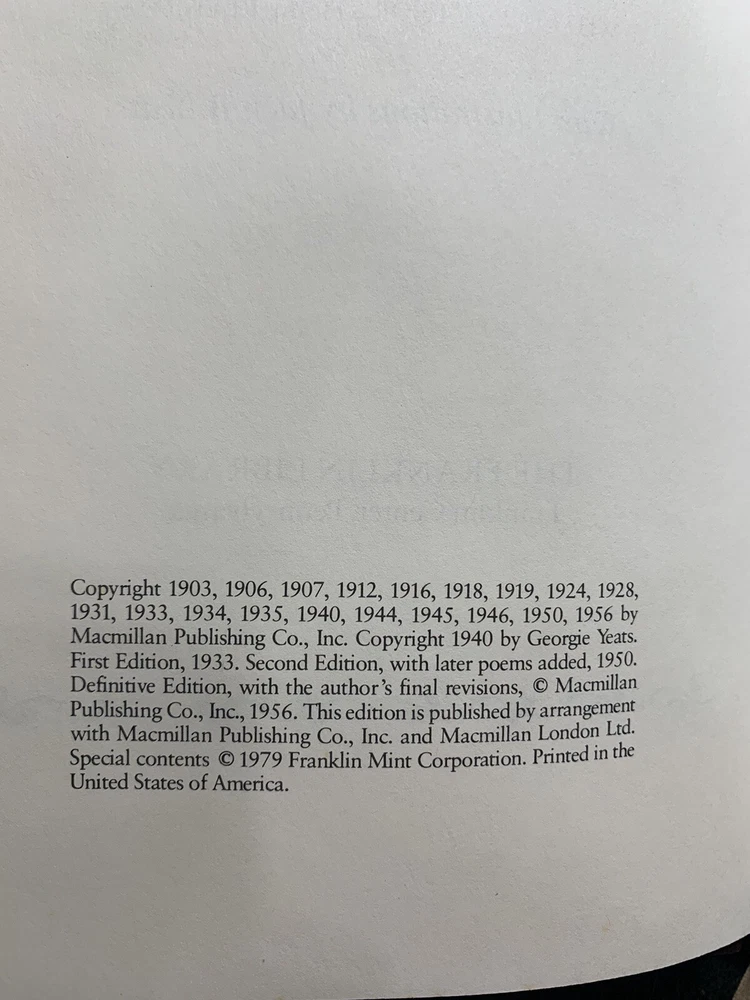 Copyright 1903, 1906, 1907, 1912, 1916, 1918, 1919, 1924, 1928,
1931, 1933, 1934, 1935, 1940, 1944, 1945, 1946, 1950, 1956 by
Macmillan Publishing Co., Inc. Copyright 1940 by Georgie Yeats.
First Edition, 1933. Second Edition, with later poems added, 1950.
Definitive Edition, with the author's final revisions, © Macmillan
Publishing Co., Inc., 1956. This edition is published by arrangement
with Macmillan Publishing Co., Inc. and Macmillan London Ltd.
Special contents © 1979 Franklin Mint Corporation. Printed in the
United States of America.